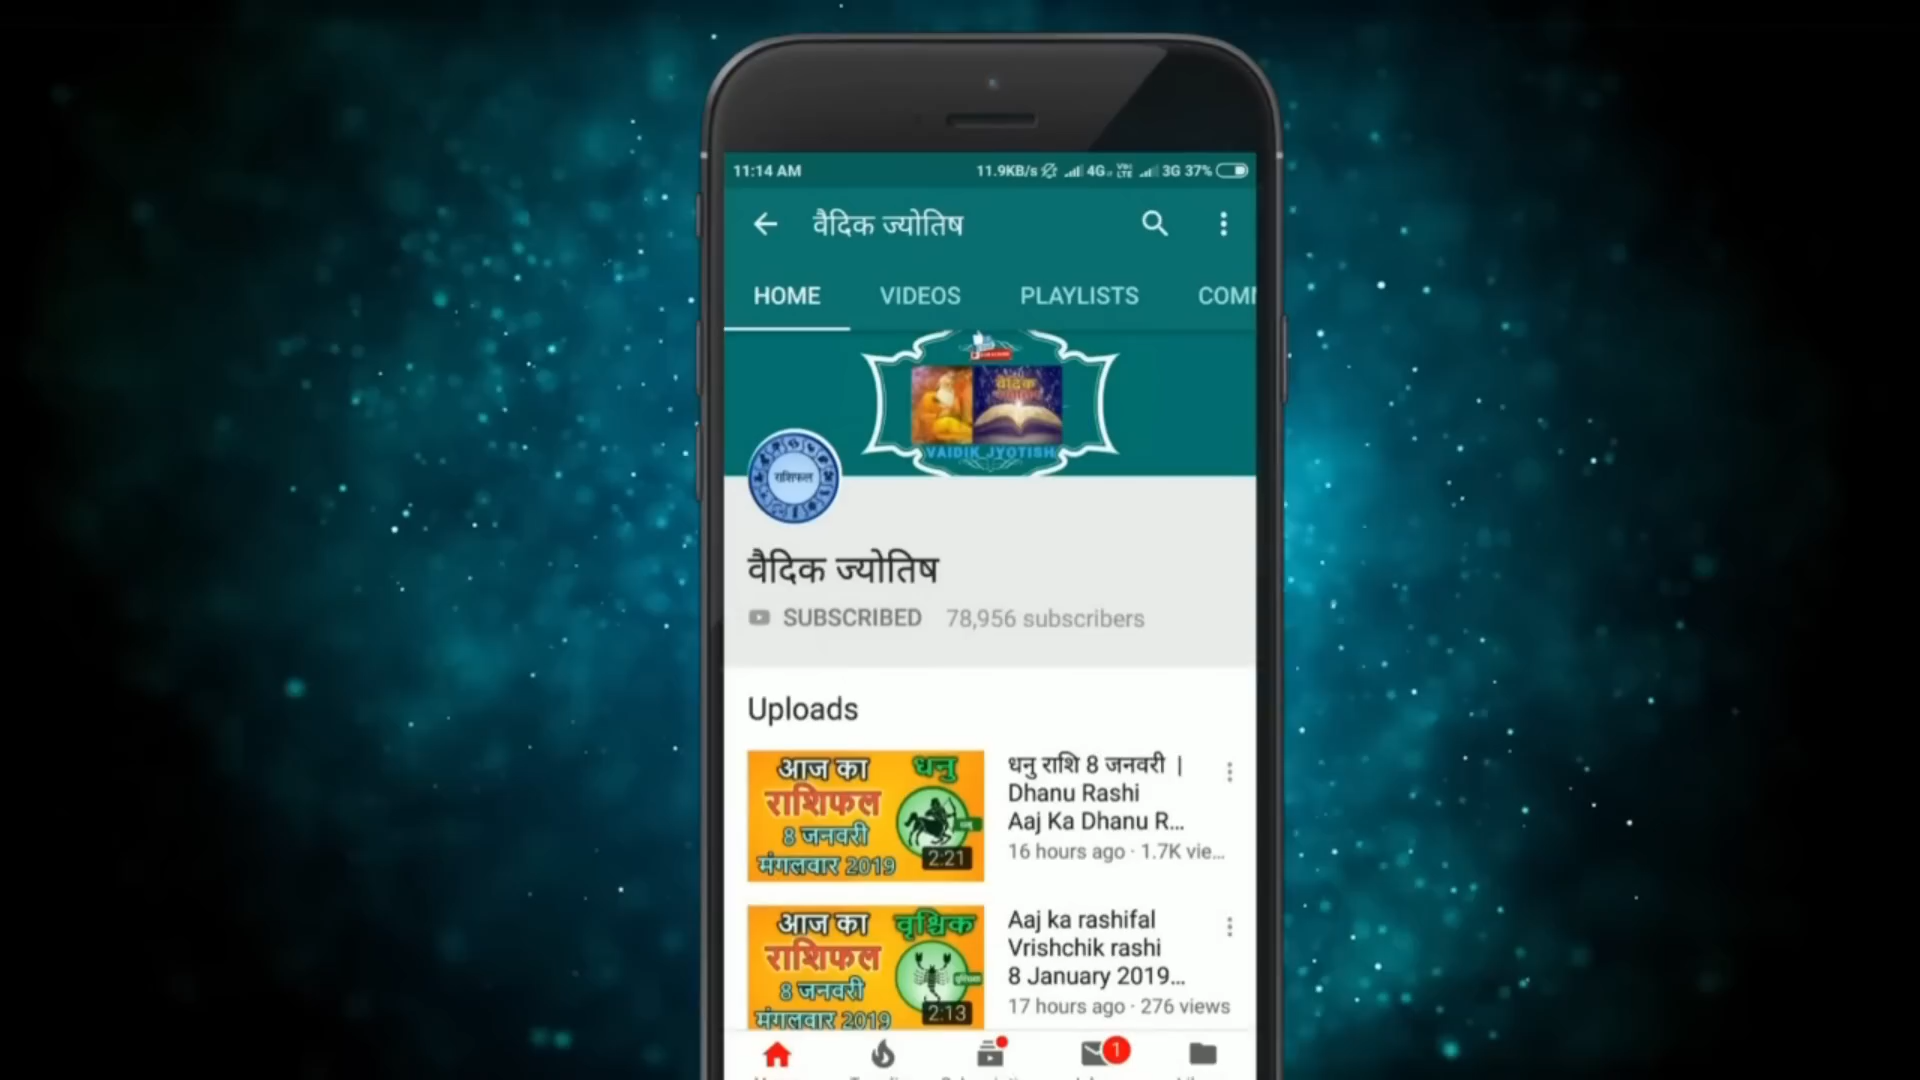 11:14 AM
11.9KB/s 4G 3G 37%
वैदिक ज्योतिष
HOME VIDEOS PLAYLISTS COMM
वैदिक
VAIDIK JYOTISH
राशिफल
वैदिक ज्योतिष
SUBSCRIBED 78,956 subscribers
Uploads
आज का धनु
राशिफल
8 जनवरी
मंगलवार 2019
2:21
धनु राशि 8 जनवरी |
Dhanu Rashi
Aaj Ka Dhanu R...
16 hours ago · 1.7K vie...
आज का वृश्चिक
राशिफल
8 जनवरी
मंगलवार 2019
2:13
Aaj ka rashifal
Vrishchik rashi
8 January 2019...
17 hours ago · 276 views
1